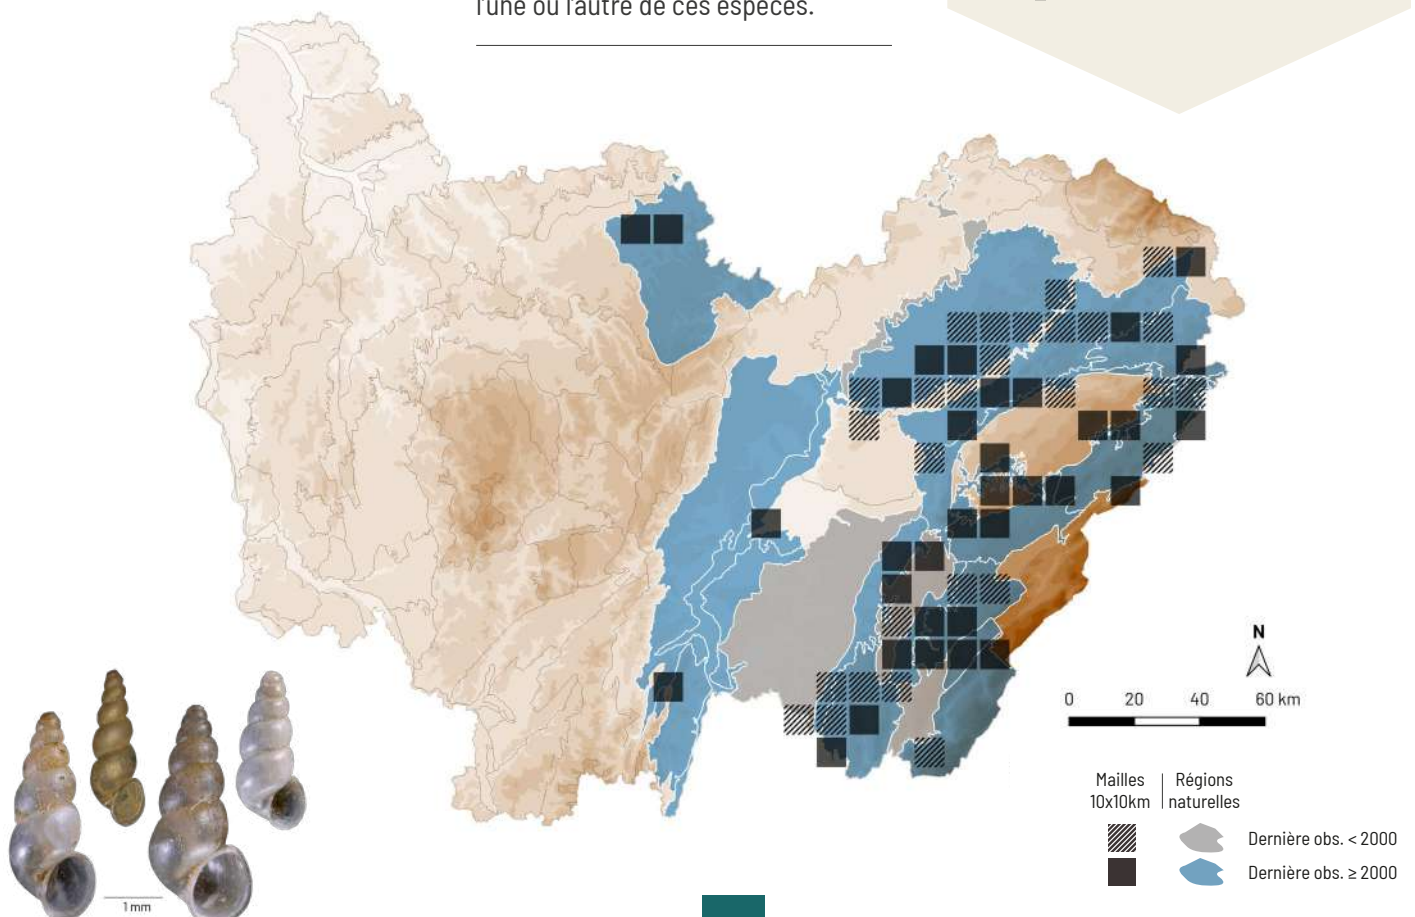 l'une ou l'autre de ces espèces.
N
0 20 40 60 km
Mailles 10x10km
Régions naturelles
Dernière obs. < 2000
Dernière obs. ≥ 2000
1 mm